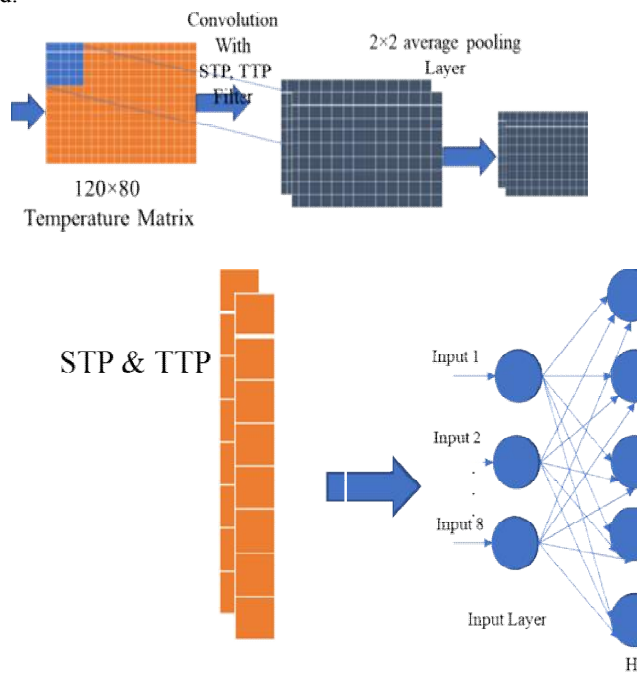 Convolution
With
STP, TTP
Filter
2×2 average pooling
Layer
120×80
Temperature Matrix
STP & TTP
Input 1
Input 2
.
.
.
Input 8
Input Layer
H